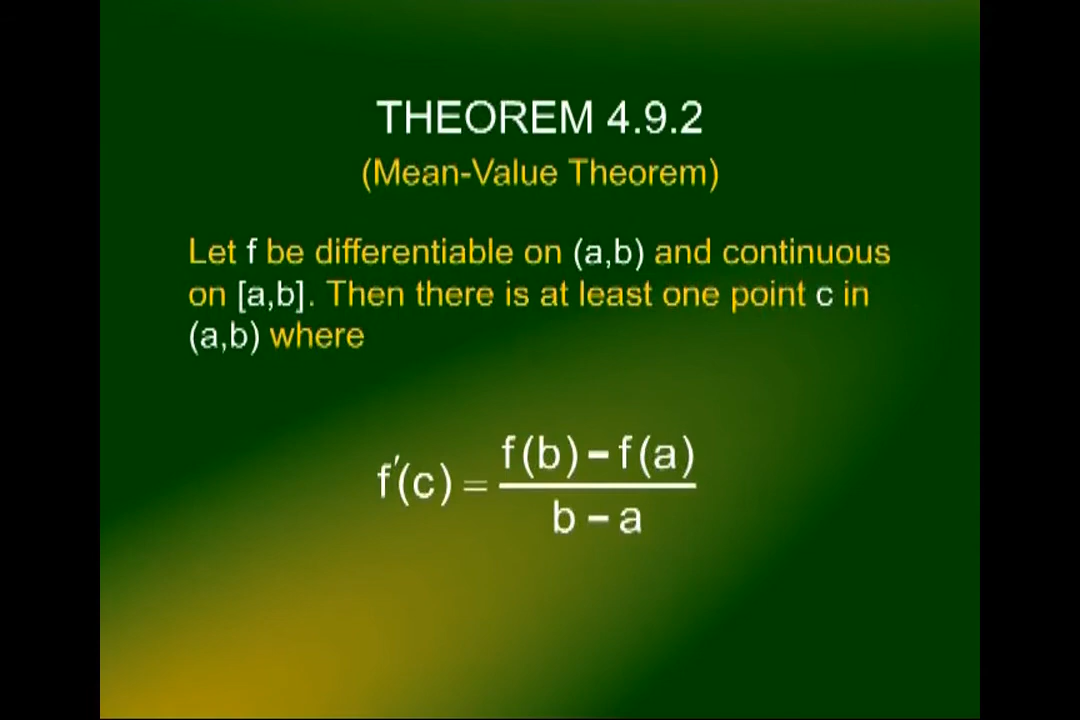 THEOREM 4.9.2
(Mean-Value Theorem)
Let f be differentiable on (a,b) and continuous
on [a,b]. Then there is at least one point c in
(a,b) where
f′(c) = f(b) − f(a) / b − a